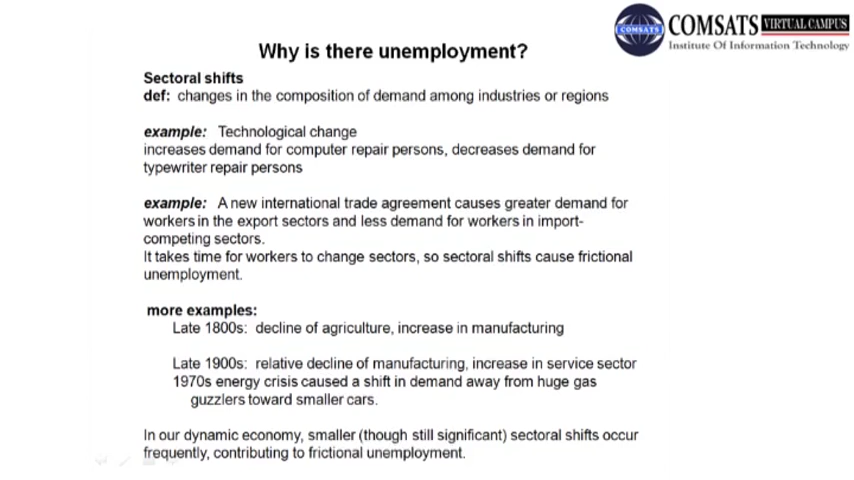 COMSATS
COMSATS VIRTUAL CAMPUS
Institute Of Information Technology
Why is there unemployment?
Sectoral shifts
def: changes in the composition of demand among industries or regions
example: Technological change
increases demand for computer repair persons, decreases demand for
typewriter repair persons
example: A new international trade agreement causes greater demand for
workers in the export sectors and less demand for workers in import-
competing sectors.
It takes time for workers to change sectors, so sectoral shifts cause frictional
unemployment.
more examples:
Late 1800s: decline of agriculture, increase in manufacturing
Late 1900s: relative decline of manufacturing, increase in service sector
1970s energy crisis caused a shift in demand away from huge gas
guzzlers toward smaller cars.
In our dynamic economy, smaller (though still significant) sectoral shifts occur
frequently, contributing to frictional unemployment.